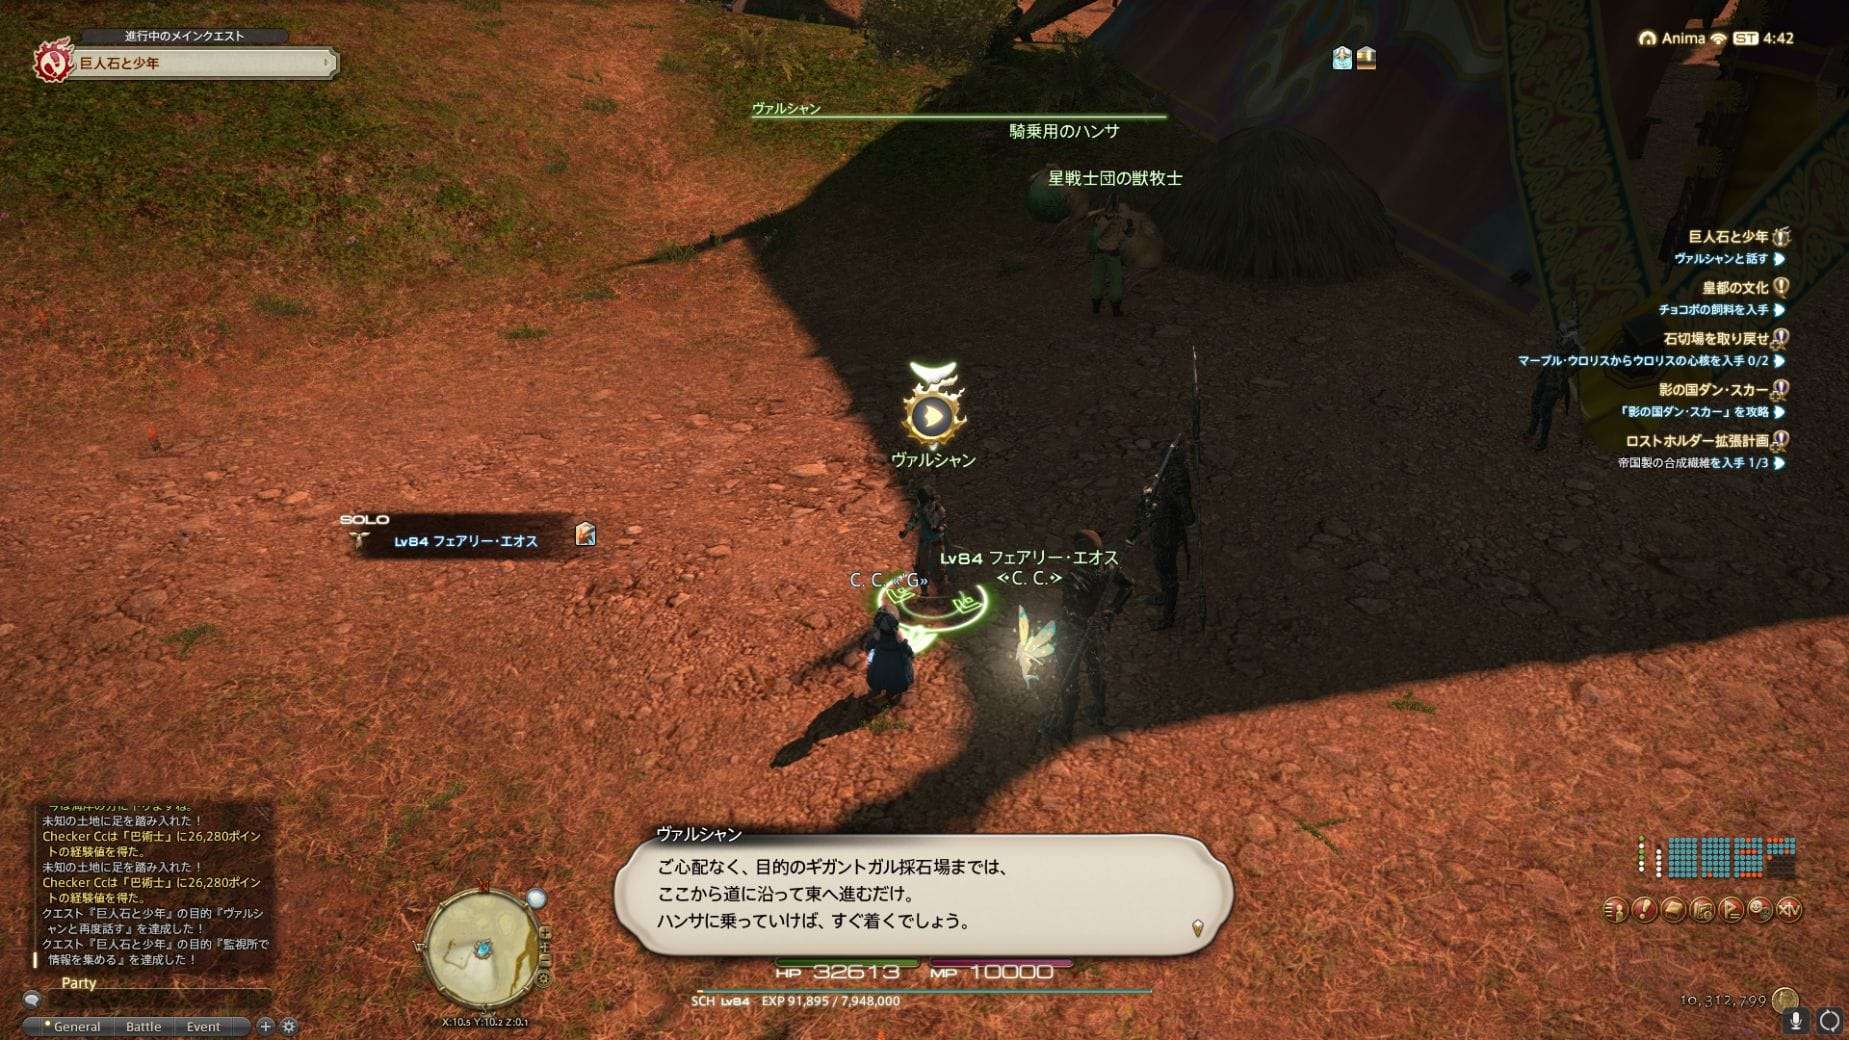 進行中のメインクエスト
巨人石と少年
Anima ST 4:42
ヴァルシャン
騎乗用のハンサ
星戦士団の獣牧士
巨人石と少年
ヴァルシャンと話す
皇都の文化
チョコボの飼料を入手
石切場を取り戻せ
マーブル・ウロリスからウロリスの心核を入手 0/2
影の国ダン・スカー
「影の国ダン・スカー」を攻略
ロストホルダー拡張計画
帝国製の合成繊維を入手 1/3
ヴァルシャン
SOLO
Lv84 フェアリー・エオス
Lv84 フェアリー・エオス
«C. C.»
C. C. «G»
未知の土地に足を踏み入れた！
Checker Ccは「巴術士」に26,280ポイン
トの経験値を得た。
未知の土地に足を踏み入れた！
Checker Ccは「巴術士」に26,280ポイン
トの経験値を得た。
クエスト『巨人石と少年』の目的『ヴァルシ
ャンと再度話す』を達成した！
クエスト『巨人石と少年』の目的『監視所で
情報を集める』を達成した！
Party
General Battle Event
X:10.5 Y:10.2 Z:0.1
ヴァルシャン
ご心配なく、目的のギガントガル採石場までは、
ここから道に沿って東へ進むだけ。
ハンサに乗っていけば、すぐ着くでしょう。
HP 32613 MP 10000
SCH Lv84 EXP 91,895 / 7,948,000
XIV
10,312,799